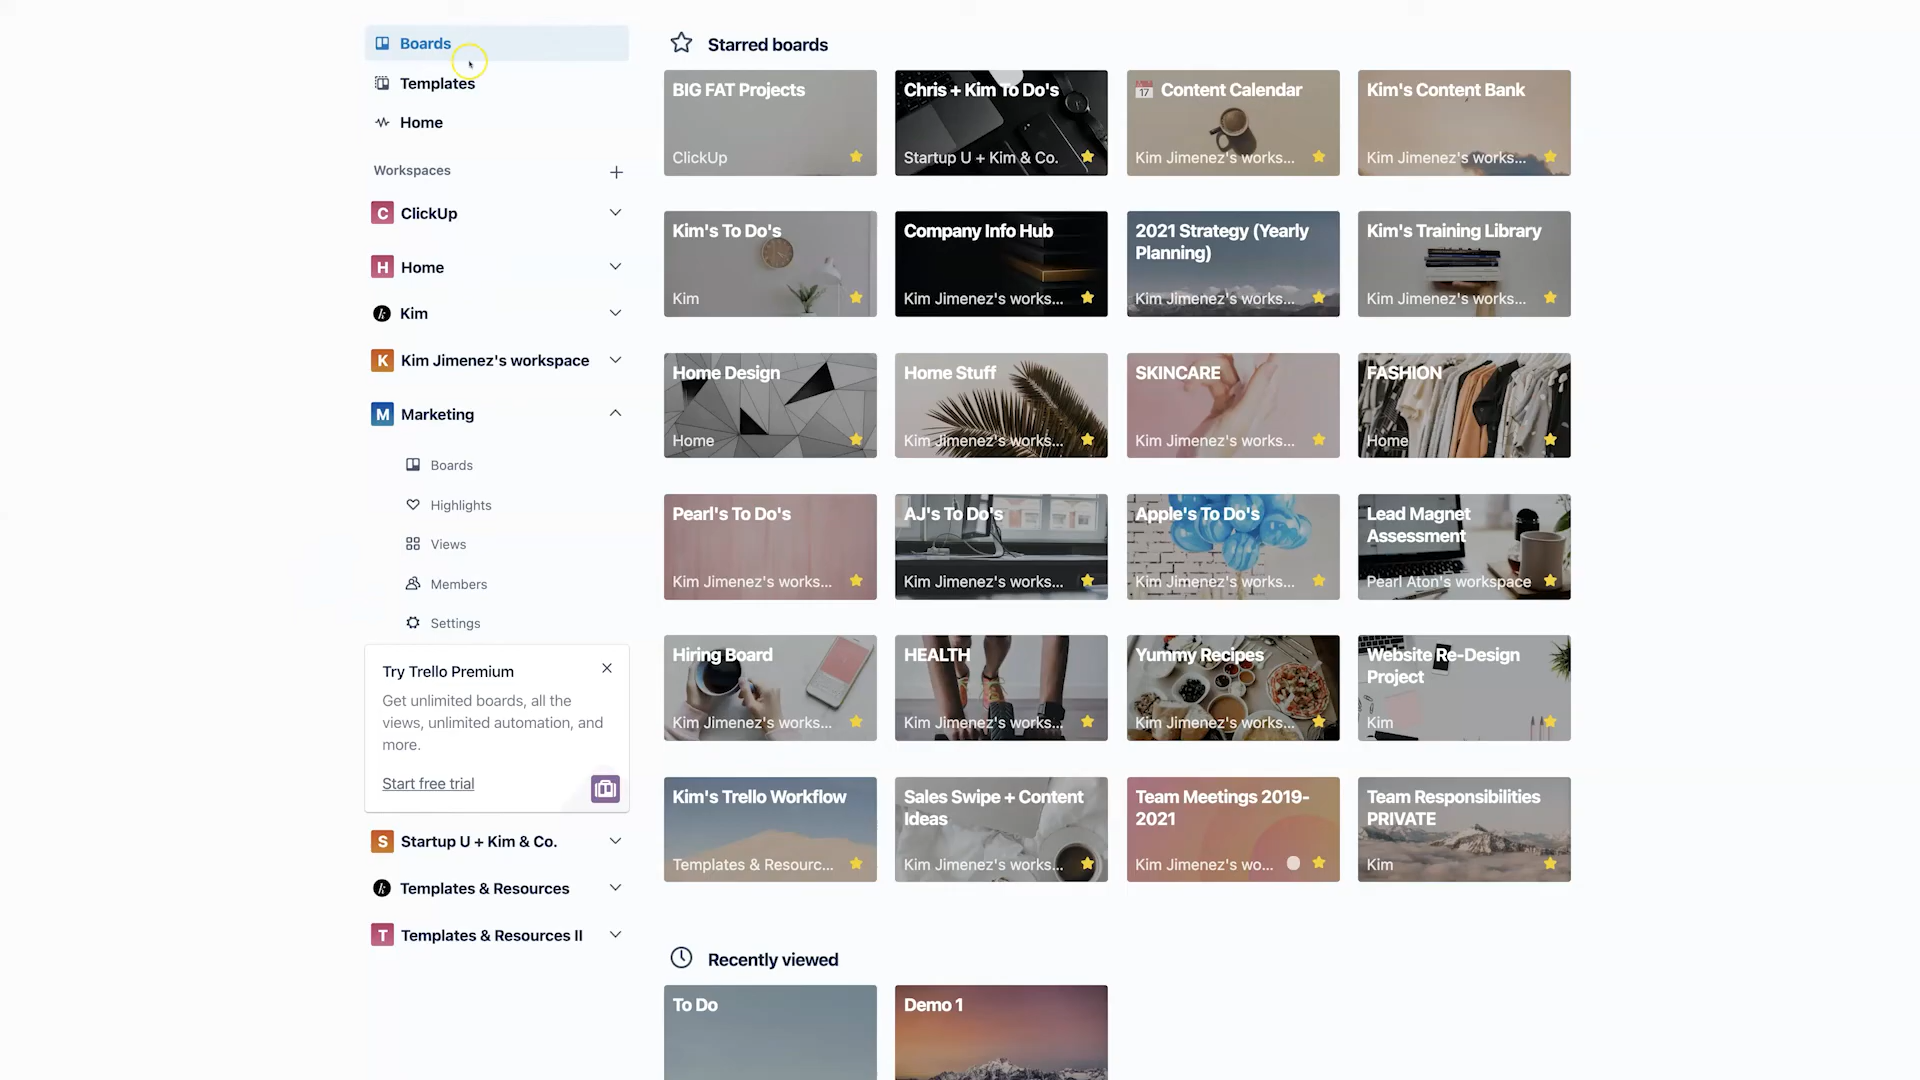 Boards
Templates
Home
Workspaces
C ClickUp
H Home
k Kim
K Kim Jimenez's workspace
M Marketing
Boards
Highlights
Views
Members
Settings
Try Trello Premium
Get unlimited boards, all the
views, unlimited automation, and
more.
Start free trial
S Startup U + Kim & Co.
k Templates & Resources
T Templates & Resources II
Starred boards
BIG FAT Projects
ClickUp
Chris + Kim To Do's
Startup U + Kim & Co.
17 Content Calendar
Kim Jimenez's works...
Kim's Content Bank
Kim Jimenez's works...
Kim's To Do's
Kim
Company Info Hub
Kim Jimenez's works...
2021 Strategy (Yearly
Planning)
Kim Jimenez's works...
Kim's Training Library
Kim Jimenez's works...
Home Design
Home
Home Stuff
Kim Jimenez's works...
SKINCARE
Kim Jimenez's works...
FASHION
Home
Pearl's To Do's
Kim Jimenez's works...
AJ's To Do's
Kim Jimenez's works...
Apple's To Do's
Kim Jimenez's works...
Lead Magnet
Assessment
Pearl Aton's workspace
Hiring Board
Kim Jimenez's works...
HEALTH
Kim Jimenez's works...
Yummy Recipes
Kim Jimenez's works...
Website Re-Design
Project
Kim
Kim's Trello Workflow
Templates & Resourc...
Sales Swipe + Content
Ideas
Kim Jimenez's works...
Team Meetings 2019-
2021
Kim Jimenez's wo...
Team Responsibilities
PRIVATE
Kim
Recently viewed
To Do
Demo 1